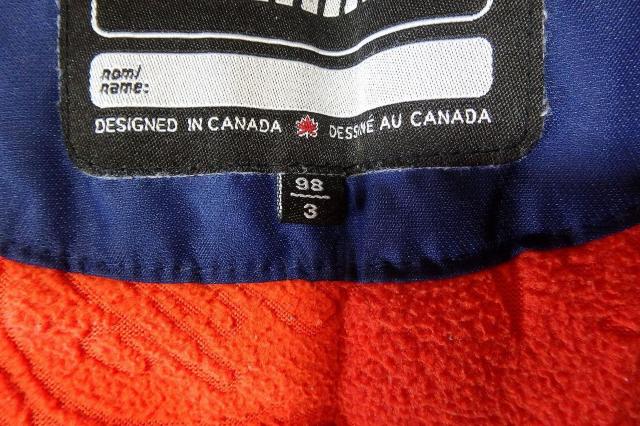 nom/
name:
DESIGNED IN CANADA DESSINÉ AU CANADA
98
3